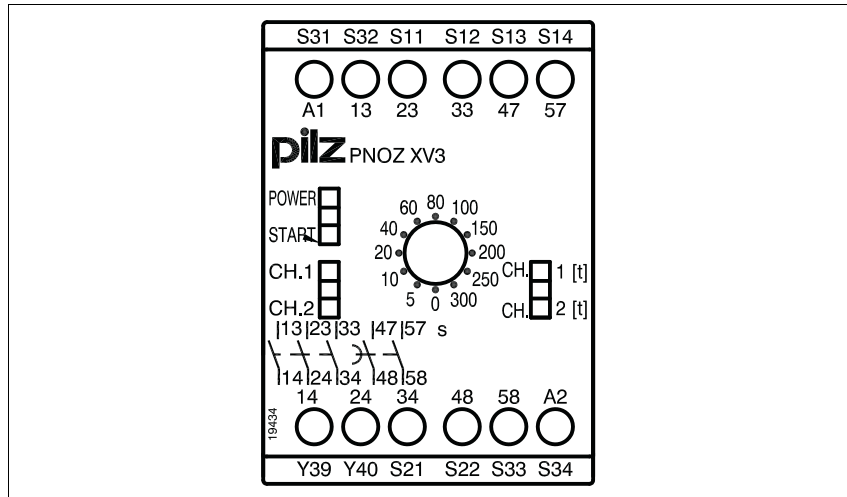 S31 S32 S11 S12 S13 S14
A1 13 23 33 47 57
pilz PNOZ XV3
POWER
START
CH.1
CH.2
60 80 100
40 150
20 200
10 250
5 0 300
CH. 1 [t]
CH. 2 [t]
|13|23|33 |47|57 s
|14|24|34 |48|58
14 24 34 48 58 A2
19434
Y39 Y40 S21 S22 S33 S34